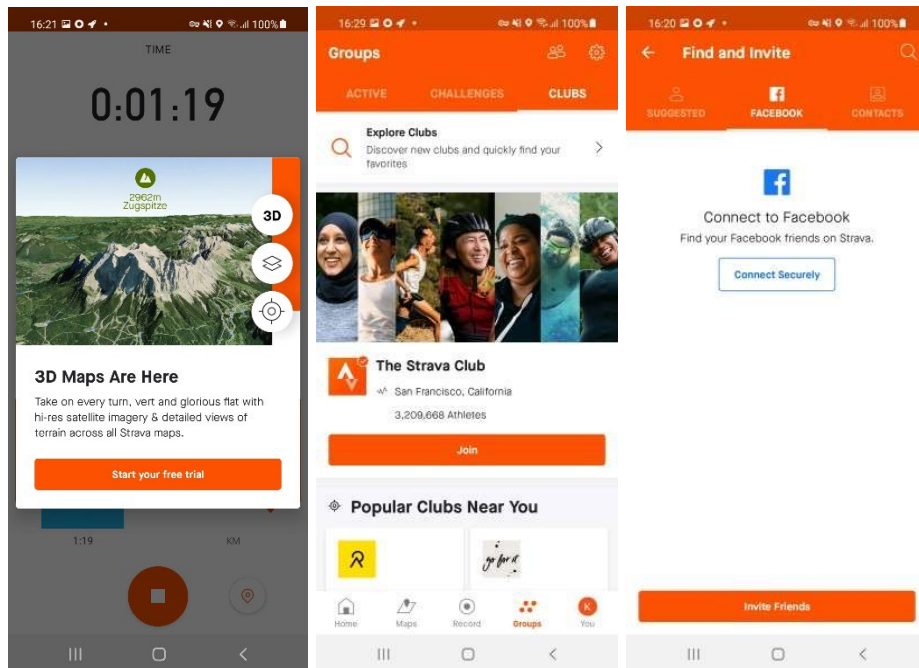 16:21
100%
TIME
0:01:19
2962m
Zugspitze
3D
3D Maps Are Here
Take on every turn, vert and glorious flat with
hi-res satellite imagery & detailed views of
terrain across all Strava maps.
Start your free trial
1:19 KM
16:29
100%
Groups
ACTIVE CHALLENGES CLUBS
Explore Clubs
Discover new clubs and quickly find your
favorites
The Strava Club
San Francisco, California
3,209,668 Athletes
Join
Popular Clubs Near You
go for it
Home Maps Record Groups You
K
16:20
100%
Find and Invite
SUGGESTED FACEBOOK CONTACTS
Connect to Facebook
Find your Facebook friends on Strava.
Connect Securely
Invite Friends